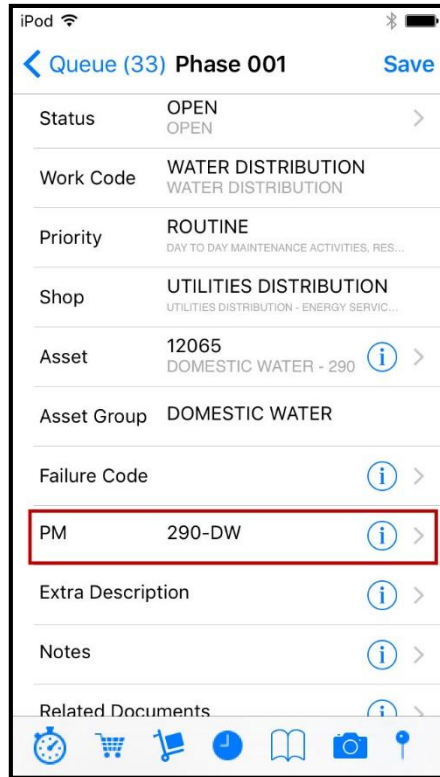 iPod
Queue (33) Phase 001 Save
Status OPEN
OPEN
Work Code WATER DISTRIBUTION
WATER DISTRIBUTION
Priority ROUTINE
DAY TO DAY MAINTENANCE ACTIVITIES, RES...
Shop UTILITIES DISTRIBUTION
UTILITIES DISTRIBUTION - ENERGY SERVIC...
Asset 12065
DOMESTIC WATER - 290
Asset Group DOMESTIC WATER
Failure Code
PM 290-DW
Extra Description
Notes
Related Documents